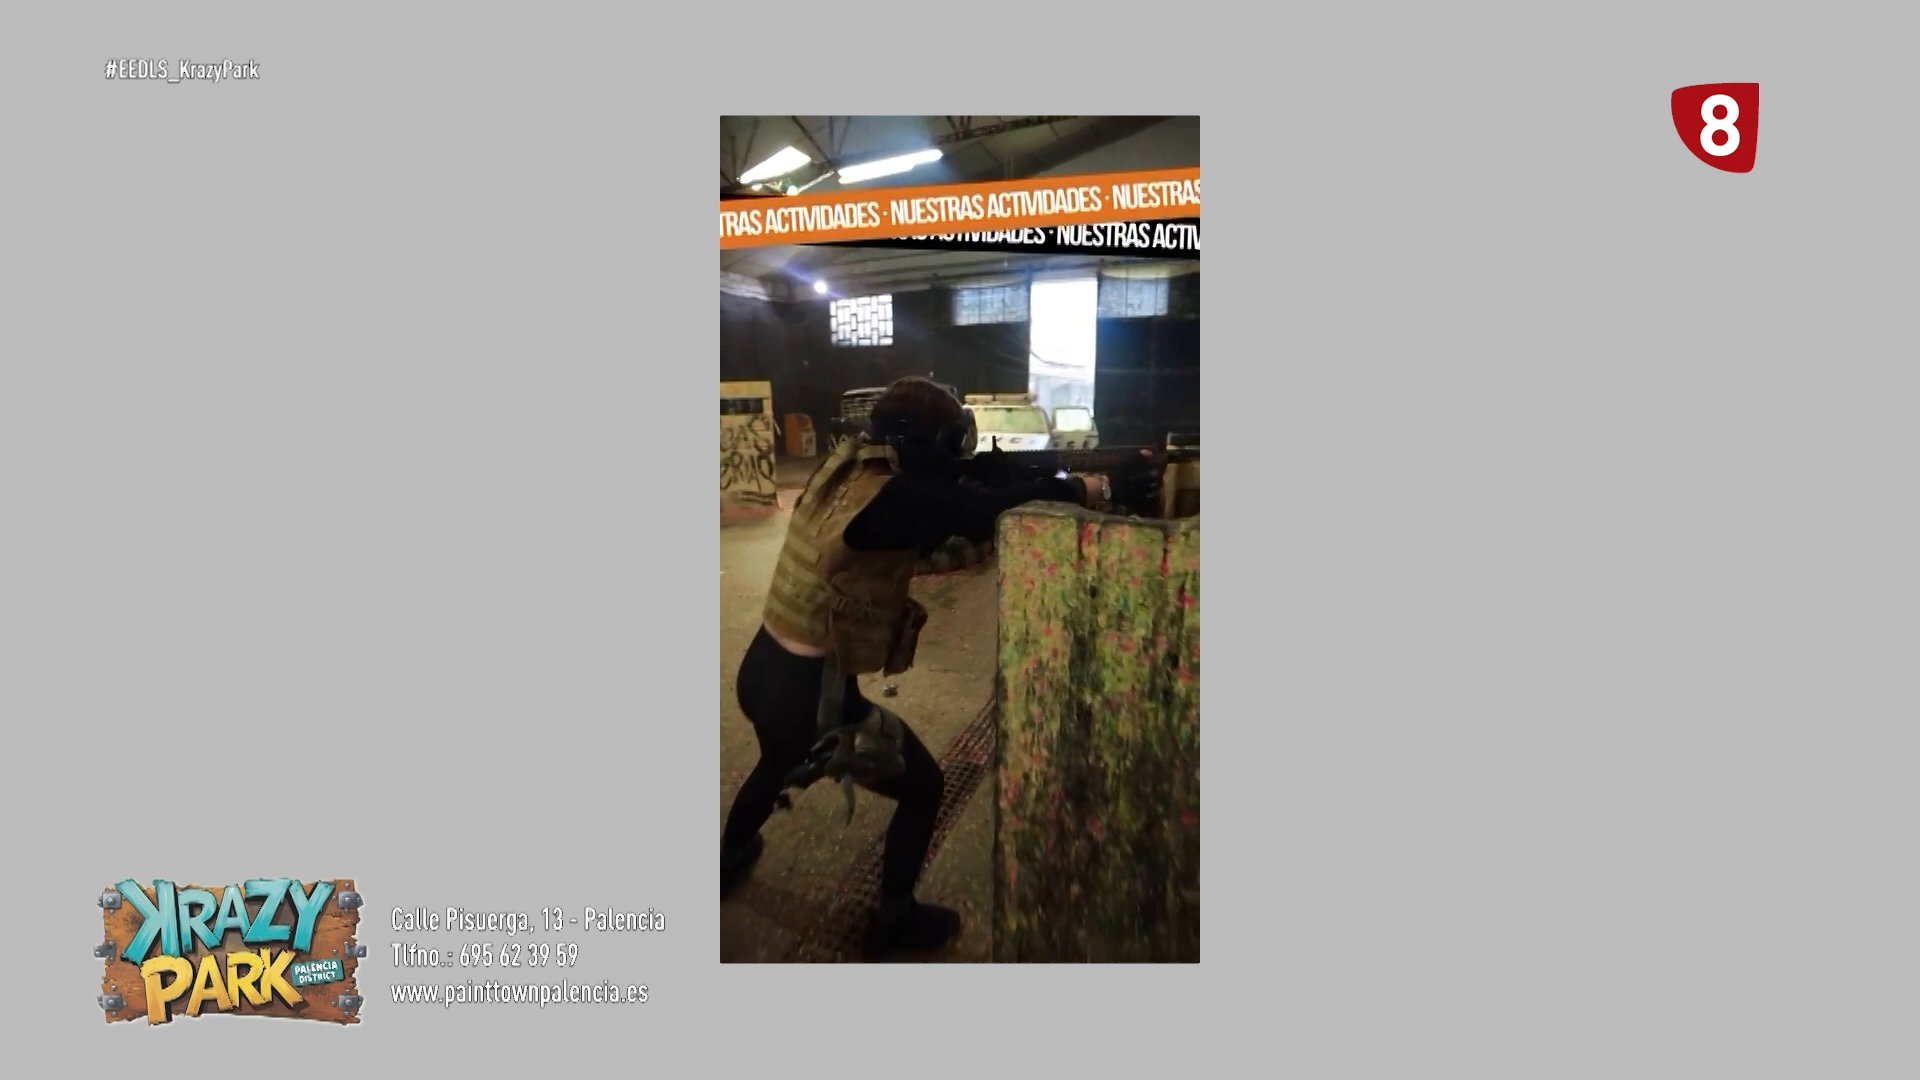 #EEDLS_KrazyPark
8
TRAS ACTIVIDADES · NUESTRAS ACTIVIDADES · NUESTRAS
ACTIVIDADES · NUESTRAS ACTIV
KRAZY
PARK
PALENCIA
DISTRICT
Calle Pisuerga, 13 - Palencia
Tlfno.: 695 62 39 59
www.painttownpalencia.es